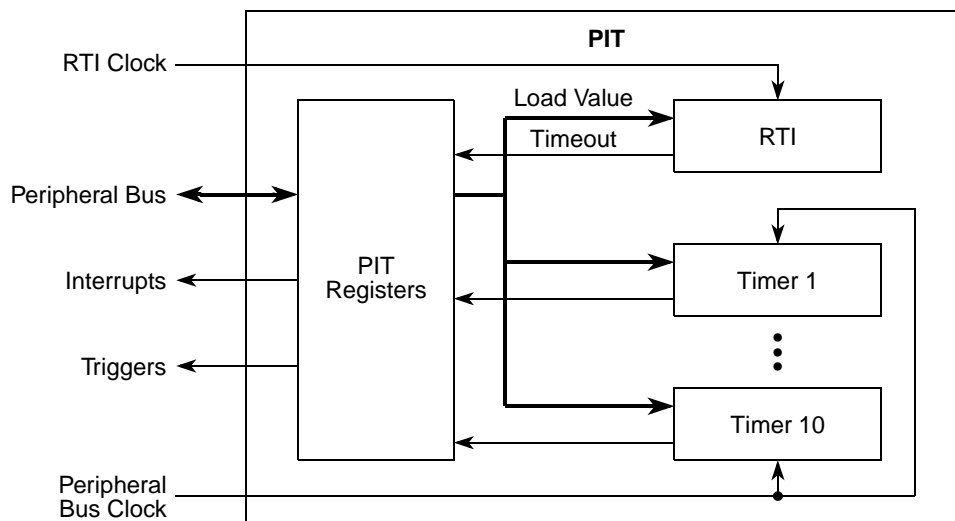 PIT
RTI Clock
Load Value
RTI
Timeout
Peripheral Bus
PIT
Registers
Timer 1
Interrupts
Triggers
Timer 10
Peripheral
Bus Clock